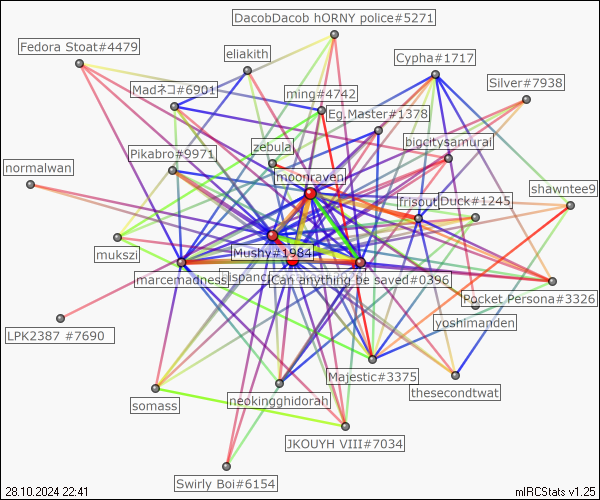 DacobDacob hORNY police#5271
Fedora Stoat#4479
eliakith
Cypha#1717
Silver#7938
Madネコ#6901
ming#4742
Eg.Master#1378
zebula
bigcitysamurai
Pikabro#9971
normalwan
moonraven
shawntee9
frisout
Duck#1245
mukszi
Mushy#1984
marcemadness
Can anything be saved#0396
Pocket Persona#3326
LPK2387 #7690
yoshimanden
Majestic#3375
thesecondtwat
somass
neokingghidorah
JKOUYH VIII#7034
Swirly Boi#6154
28.10.2024 22:41
mIRCStats v1.25